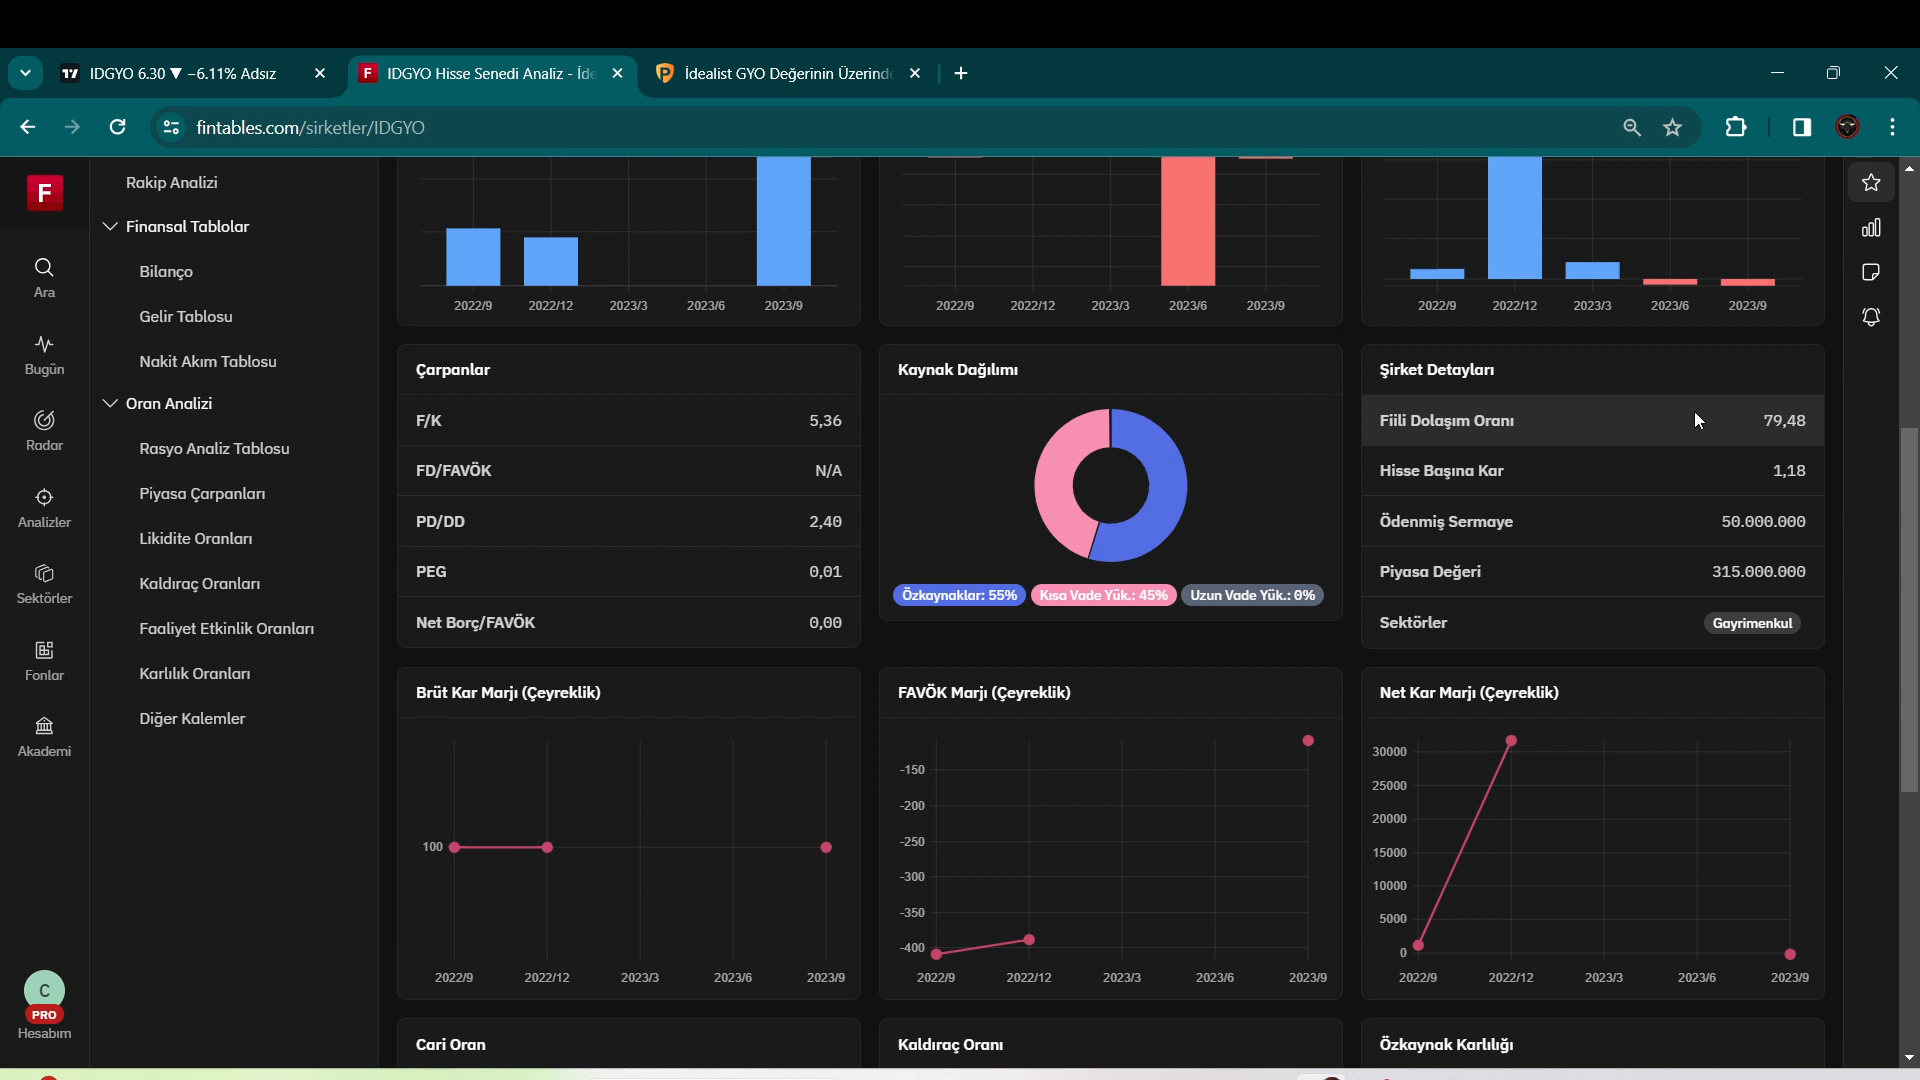 IDGYO 6.30 ▼ −6.11% Adsız
IDGYO Hisse Senedi Analiz - İde
İdealist GYO Değerinin Üzerind
fintables.com/sirketler/IDGYO
F
Ara
Bugün
Radar
Analizler
Sektörler
Fonlar
Akademi
C
PRO
Hesabım
Rakip Analizi
Finansal Tablolar
Bilanço
Gelir Tablosu
Nakit Akım Tablosu
Oran Analizi
Rasyo Analiz Tablosu
Piyasa Çarpanları
Likidite Oranları
Kaldıraç Oranları
Faaliyet Etkinlik Oranları
Karlılık Oranları
Diğer Kalemler
2022/9 2022/12 2023/3 2023/6 2023/9
2022/9 2022/12 2023/3 2023/6 2023/9
2022/9 2022/12 2023/3 2023/6 2023/9
Çarpanlar
F/K 5,36
FD/FAVÖK N/A
PD/DD 2,40
PEG 0,01
Net Borç/FAVÖK 0,00
Kaynak Dağılımı
Özkaynaklar: 55% Kısa Vade Yük.: 45% Uzun Vade Yük.: 0%
Şirket Detayları
Fiili Dolaşım Oranı 79,48
Hisse Başına Kar 1,18
Ödenmiş Sermaye 50.000.000
Piyasa Değeri 315.000.000
Sektörler Gayrimenkul
Brüt Kar Marjı (Çeyreklik)
100
2022/9 2022/12 2023/3 2023/6 2023/9
FAVÖK Marjı (Çeyreklik)
-150
-200
-250
-300
-350
-400
2022/9 2022/12 2023/3 2023/6 2023/9
Net Kar Marjı (Çeyreklik)
30000
25000
20000
15000
10000
5000
0
2022/9 2022/12 2023/3 2023/6 2023/9
Cari Oran
Kaldıraç Oranı
Özkaynak Karlılığı